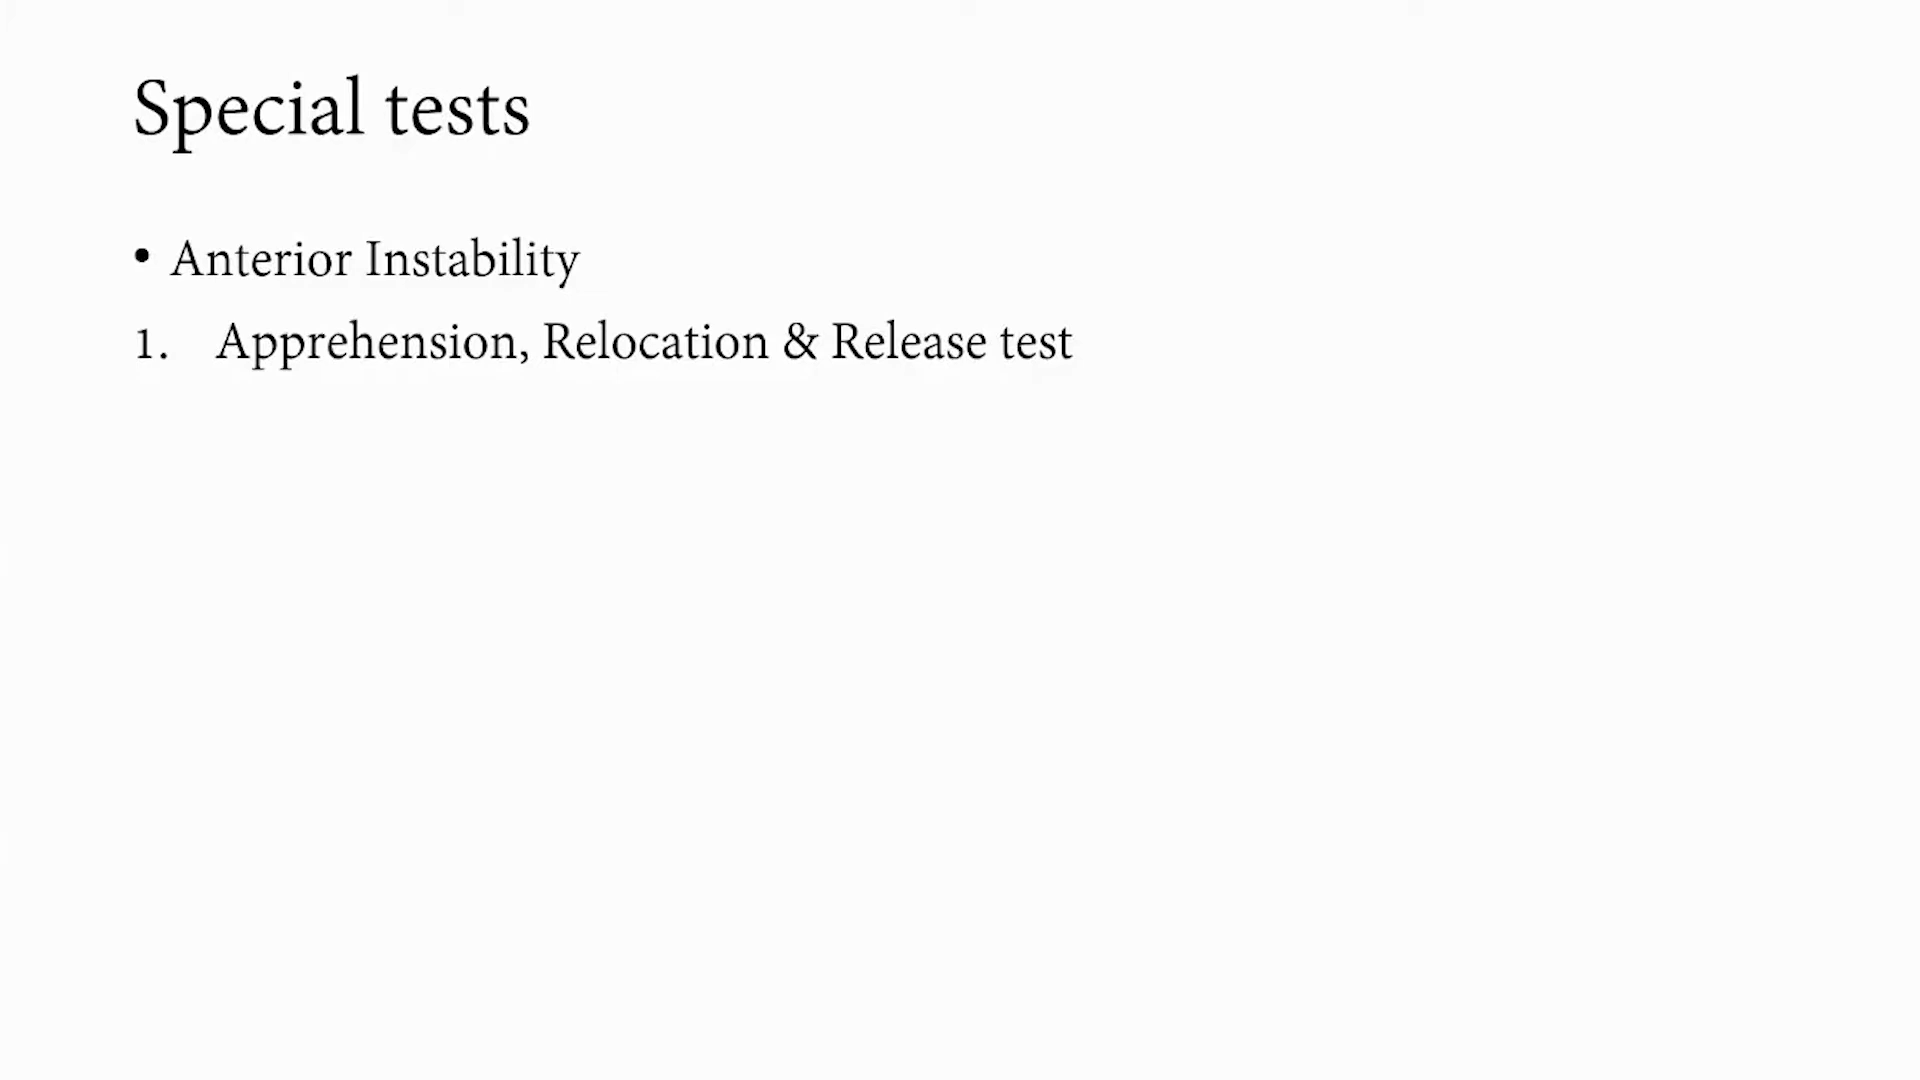 Special tests
• Anterior Instability
1. Apprehension, Relocation & Release test